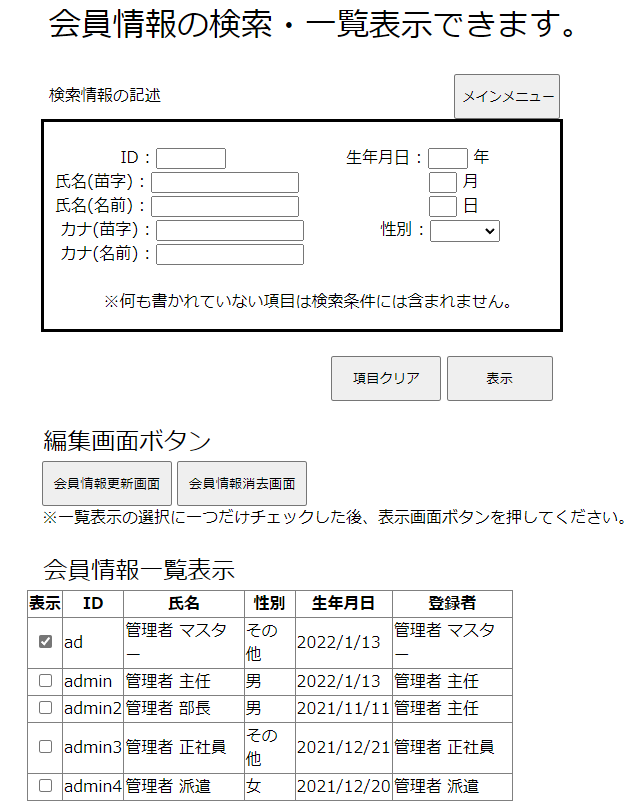 会員情報の検索・一覧表示できます。
検索情報の記述
メインメニュー
ID：
生年月日：
年
氏名(苗字)：
月
氏名(名前)：
日
カナ(苗字)：
性別：
カナ(名前)：
※何も書かれていない項目は検索条件には含まれません。
項目クリア
表示
編集画面ボタン
会員情報更新画面
会員情報消去画面
※一覧表示の選択に一つだけチェックした後、表示画面ボタンを押してください。
会員情報一覧表示
表示 ID 氏名 性別 生年月日 登録者
ad 管理者 マスター その他 2022/1/13 管理者 マスター
admin 管理者 主任 男 2022/1/13 管理者 主任
admin2 管理者 部長 男 2021/11/11 管理者 主任
admin3 管理者 正社員 その他 2021/12/21 管理者 正社員
admin4 管理者 派遣 女 2021/12/20 管理者 派遣